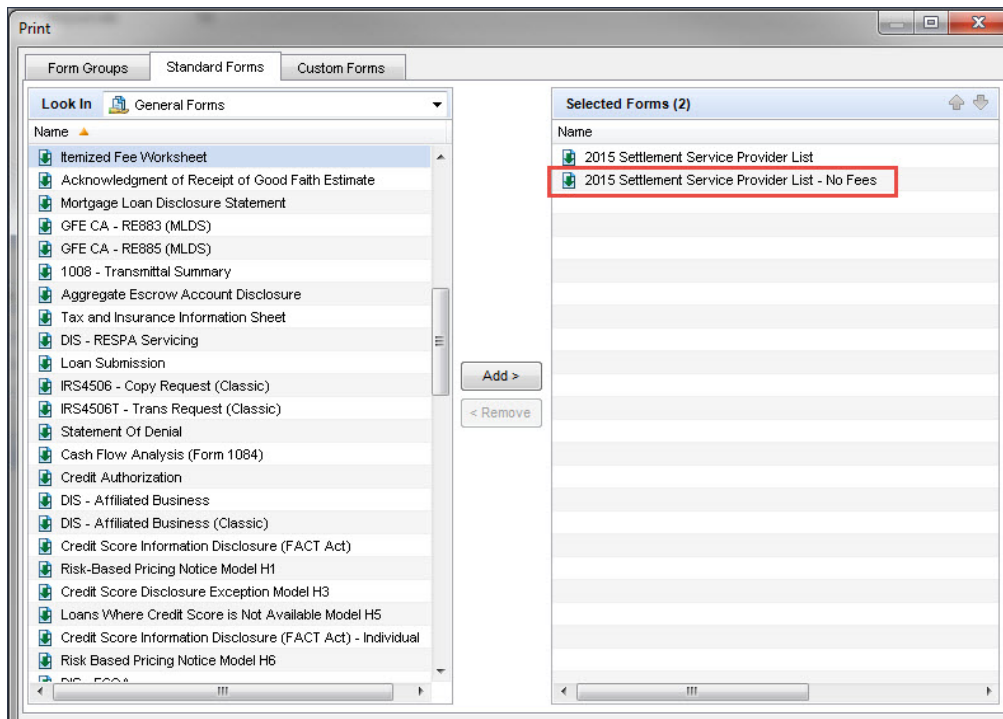 Print
Form Groups Standard Forms Custom Forms
Look In General Forms
Name
Itemized Fee Worksheet
Acknowledgment of Receipt of Good Faith Estimate
Mortgage Loan Disclosure Statement
GFE CA - RE883 (MLDS)
GFE CA - RE885 (MLDS)
1008 - Transmittal Summary
Aggregate Escrow Account Disclosure
Tax and Insurance Information Sheet
DIS - RESPA Servicing
Loan Submission
IRS4506 - Copy Request (Classic)
IRS4506T - Trans Request (Classic)
Statement Of Denial
Cash Flow Analysis (Form 1084)
Credit Authorization
DIS - Affiliated Business
DIS - Affiliated Business (Classic)
Credit Score Information Disclosure (FACT Act)
Risk-Based Pricing Notice Model H1
Credit Score Disclosure Exception Model H3
Loans Where Credit Score is Not Available Model H5
Credit Score Information Disclosure (FACT Act) - Individual
Risk Based Pricing Notice Model H6
DIS - ECOA
Add >
< Remove
Selected Forms (2)
Name
2015 Settlement Service Provider List
2015 Settlement Service Provider List - No Fees